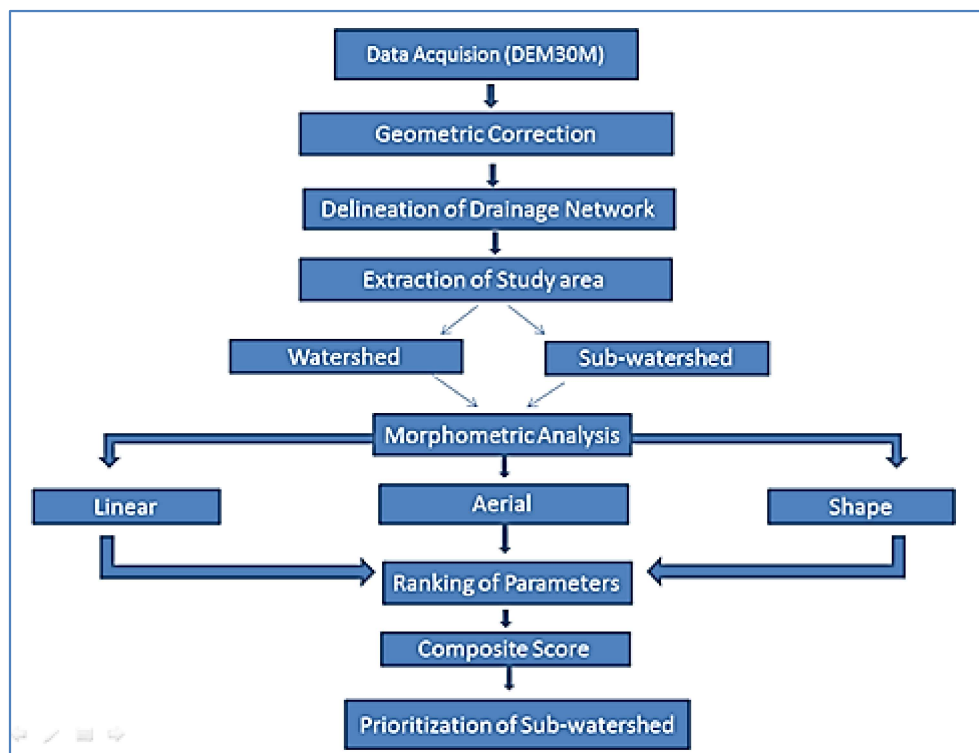 Data Acquision (DEM30M)
Geometric Correction
Delineation of Drainage Network
Extraction of Study area
Watershed
Sub-watershed
Morphometric Analysis
Linear
Aerial
Shape
Ranking of Parameters
Composite Score
Prioritization of Sub-watershed